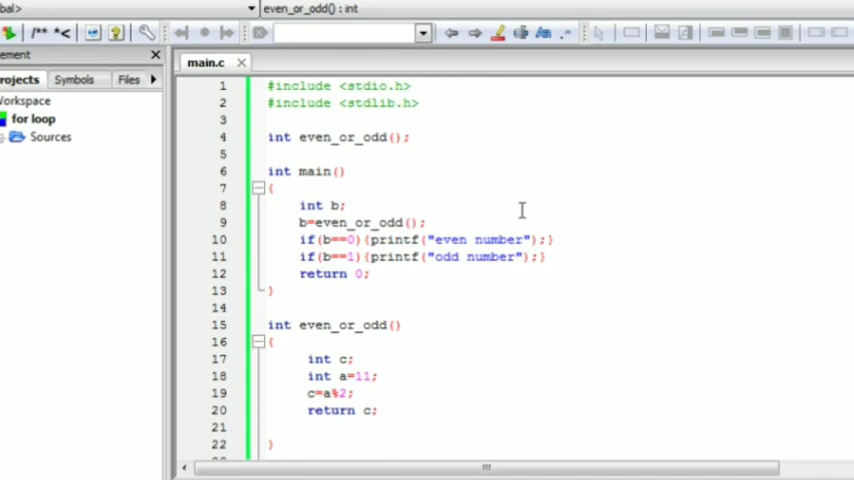 bal>
even_or_odd() : int
/** *<
ement
main.c
rojects
Symbols
Files
orkspace
for loop
Sources
1 #include <stdio.h>
2 #include <stdlib.h>
3
4 int even_or_odd();
5
6 int main()
7 {
8 int b;
9 b=even_or_odd();
10 if(b==0){printf("even number");}
11 if(b==1){printf("odd number");}
12 return 0;
13 }
14
15 int even_or_odd()
16 {
17 int c;
18 int a=11;
19 c=a%2;
20 return c;
21
22 }